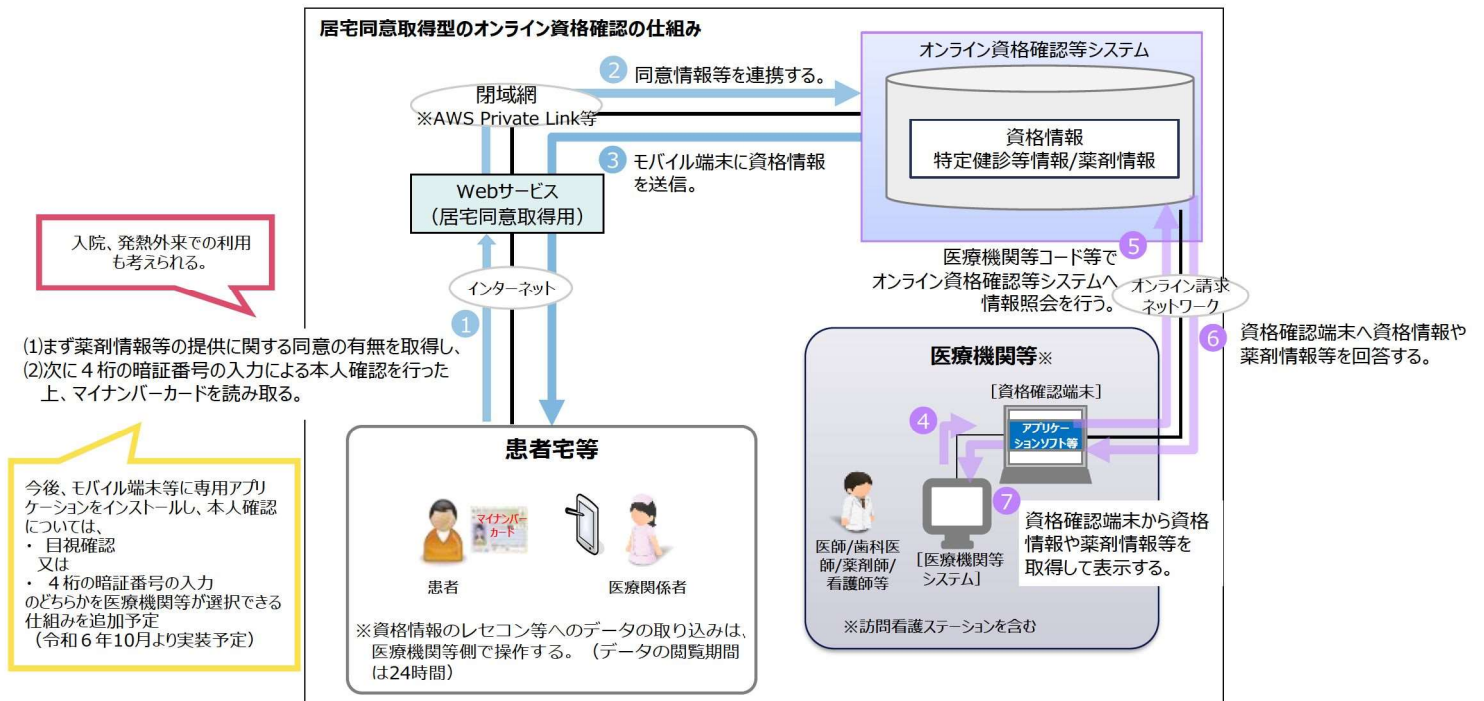 居宅同意取得型のオンライン資格確認の仕組み
オンライン資格確認等システム
② 同意情報等を連携する。
閉域網
※AWS Private Link等
資格情報
特定健診等情報/薬剤情報
③ モバイル端末に資格情報
を送信。
Webサービス
（居宅同意取得用）
入院、発熱外来での利用
も考えられる。
⑤
医療機関等コード等で
オンライン資格確認等システムへ
情報照会を行う。
インターネット
オンライン請求
ネットワーク
①
⑥ 資格確認端末へ資格情報や
薬剤情報等を回答する。
⑴まず薬剤情報等の提供に関する同意の有無を取得し、
⑵次に４桁の暗証番号の入力による本人確認を行った
上、マイナンバーカードを読み取る。
医療機関等※
[資格確認端末]
④
アプリケー
ションソフト等
患者宅等
今後、モバイル端末等に専用アプリ
ケーションをインストールし、本人確認
については、
・ 目視確認
又は
・ ４桁の暗証番号の入力
のどちらかを医療機関等が選択できる
仕組みを追加予定
（令和６年10月より実装予定）
マイナンバー
カード
患者
医療関係者
⑦
資格確認端末から資格
情報や薬剤情報等を
取得して表示する。
医師/歯科医
師/薬剤師/
看護師等
[医療機関等
システム]
※資格情報のレセコン等へのデータの取り込みは、
医療機関等側で操作する。（データの閲覧期間
は24時間）
※訪問看護ステーションを含む